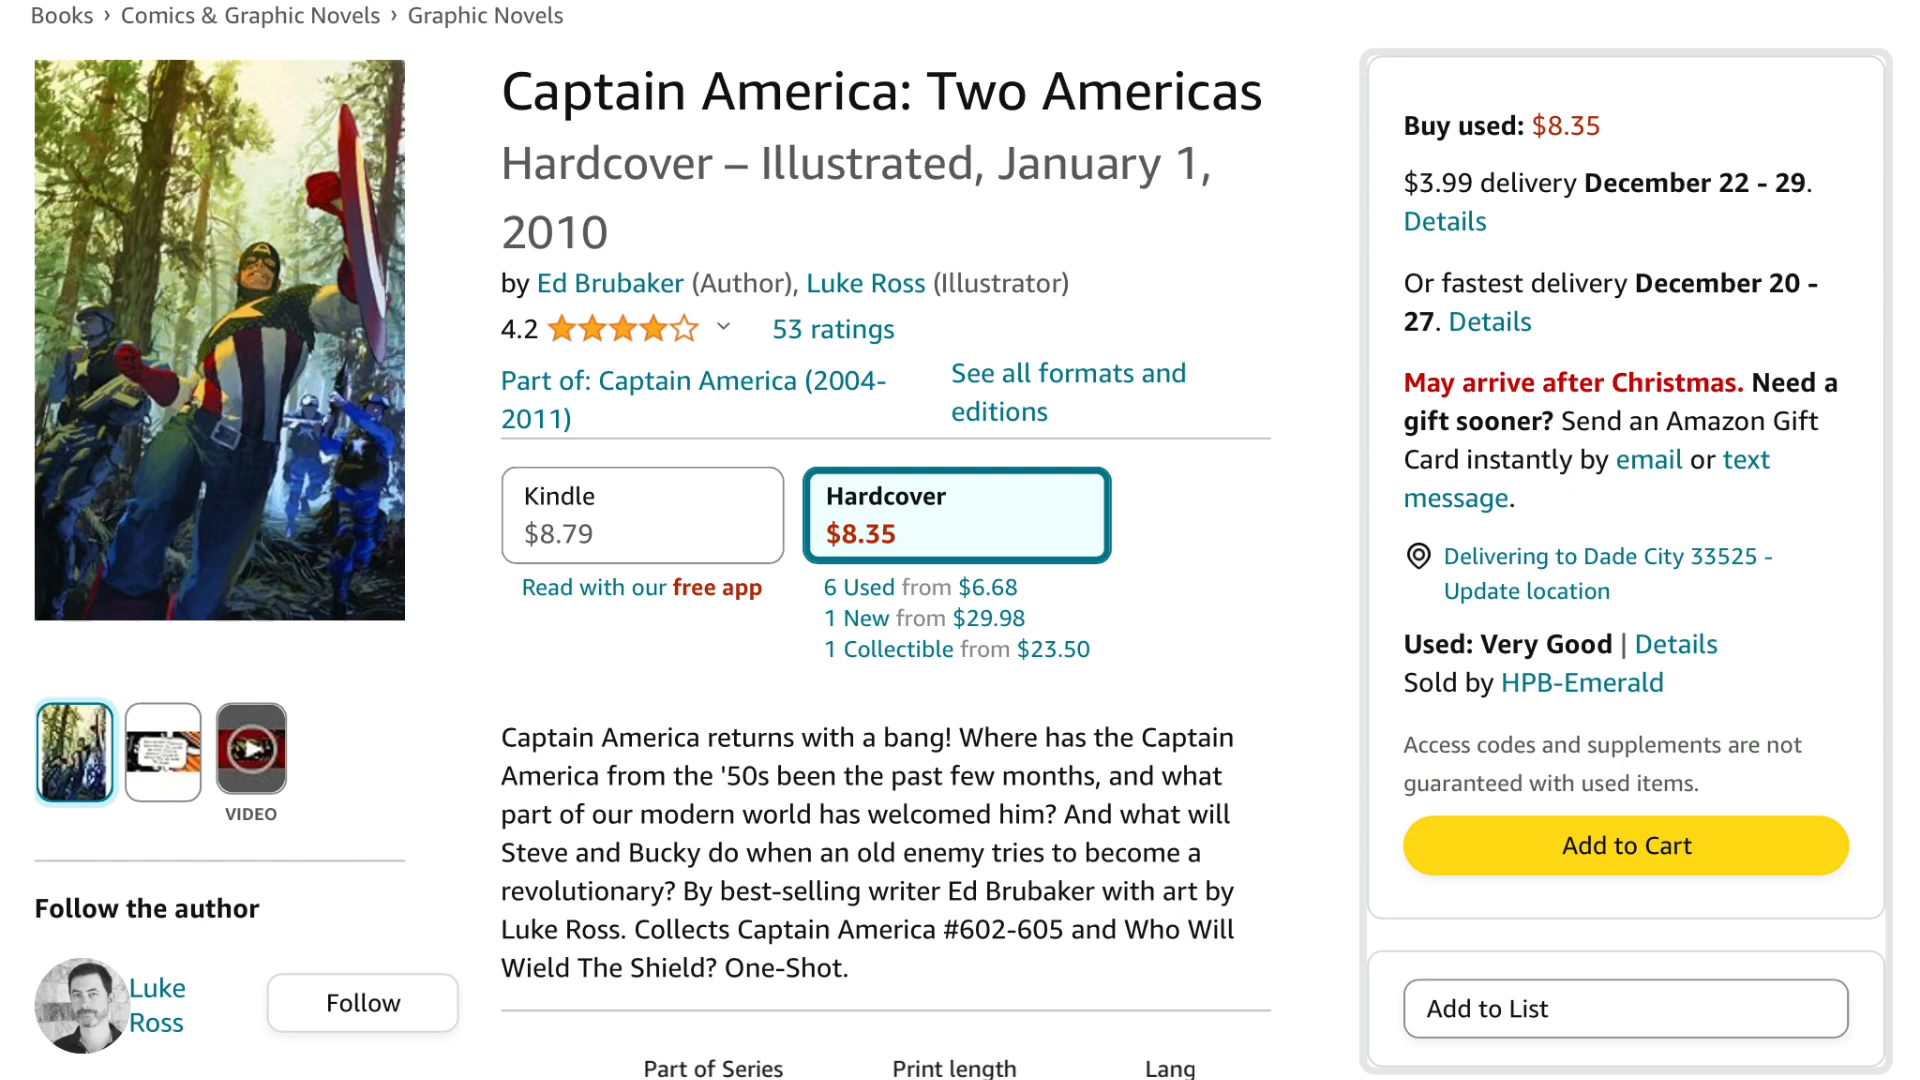 Books › Comics & Graphic Novels › Graphic Novels
Captain America: Two Americas
Hardcover – Illustrated, January 1,
2010
by Ed Brubaker (Author), Luke Ross (Illustrator)
4.2
53 ratings
Part of: Captain America (2004-
2011)
See all formats and
editions
Kindle
$8.79
Read with our free app
Hardcover
$8.35
6 Used from $6.68
1 New from $29.98
1 Collectible from $23.50
Captain America returns with a bang! Where has the Captain
America from the '50s been the past few months, and what
part of our modern world has welcomed him? And what will
Steve and Bucky do when an old enemy tries to become a
revolutionary? By best-selling writer Ed Brubaker with art by
Luke Ross. Collects Captain America #602-605 and Who Will
Wield The Shield? One-Shot.
Part of Series
Print length
Lang
VIDEO
Follow the author
Luke
Ross
Follow
Buy used: $8.35
$3.99 delivery December 22 - 29.
Details
Or fastest delivery December 20 -
27. Details
May arrive after Christmas. Need a
gift sooner? Send an Amazon Gift
Card instantly by email or text
message.
Delivering to Dade City 33525 -
Update location
Used: Very Good | Details
Sold by HPB-Emerald
Access codes and supplements are not
guaranteed with used items.
Add to Cart
Add to List